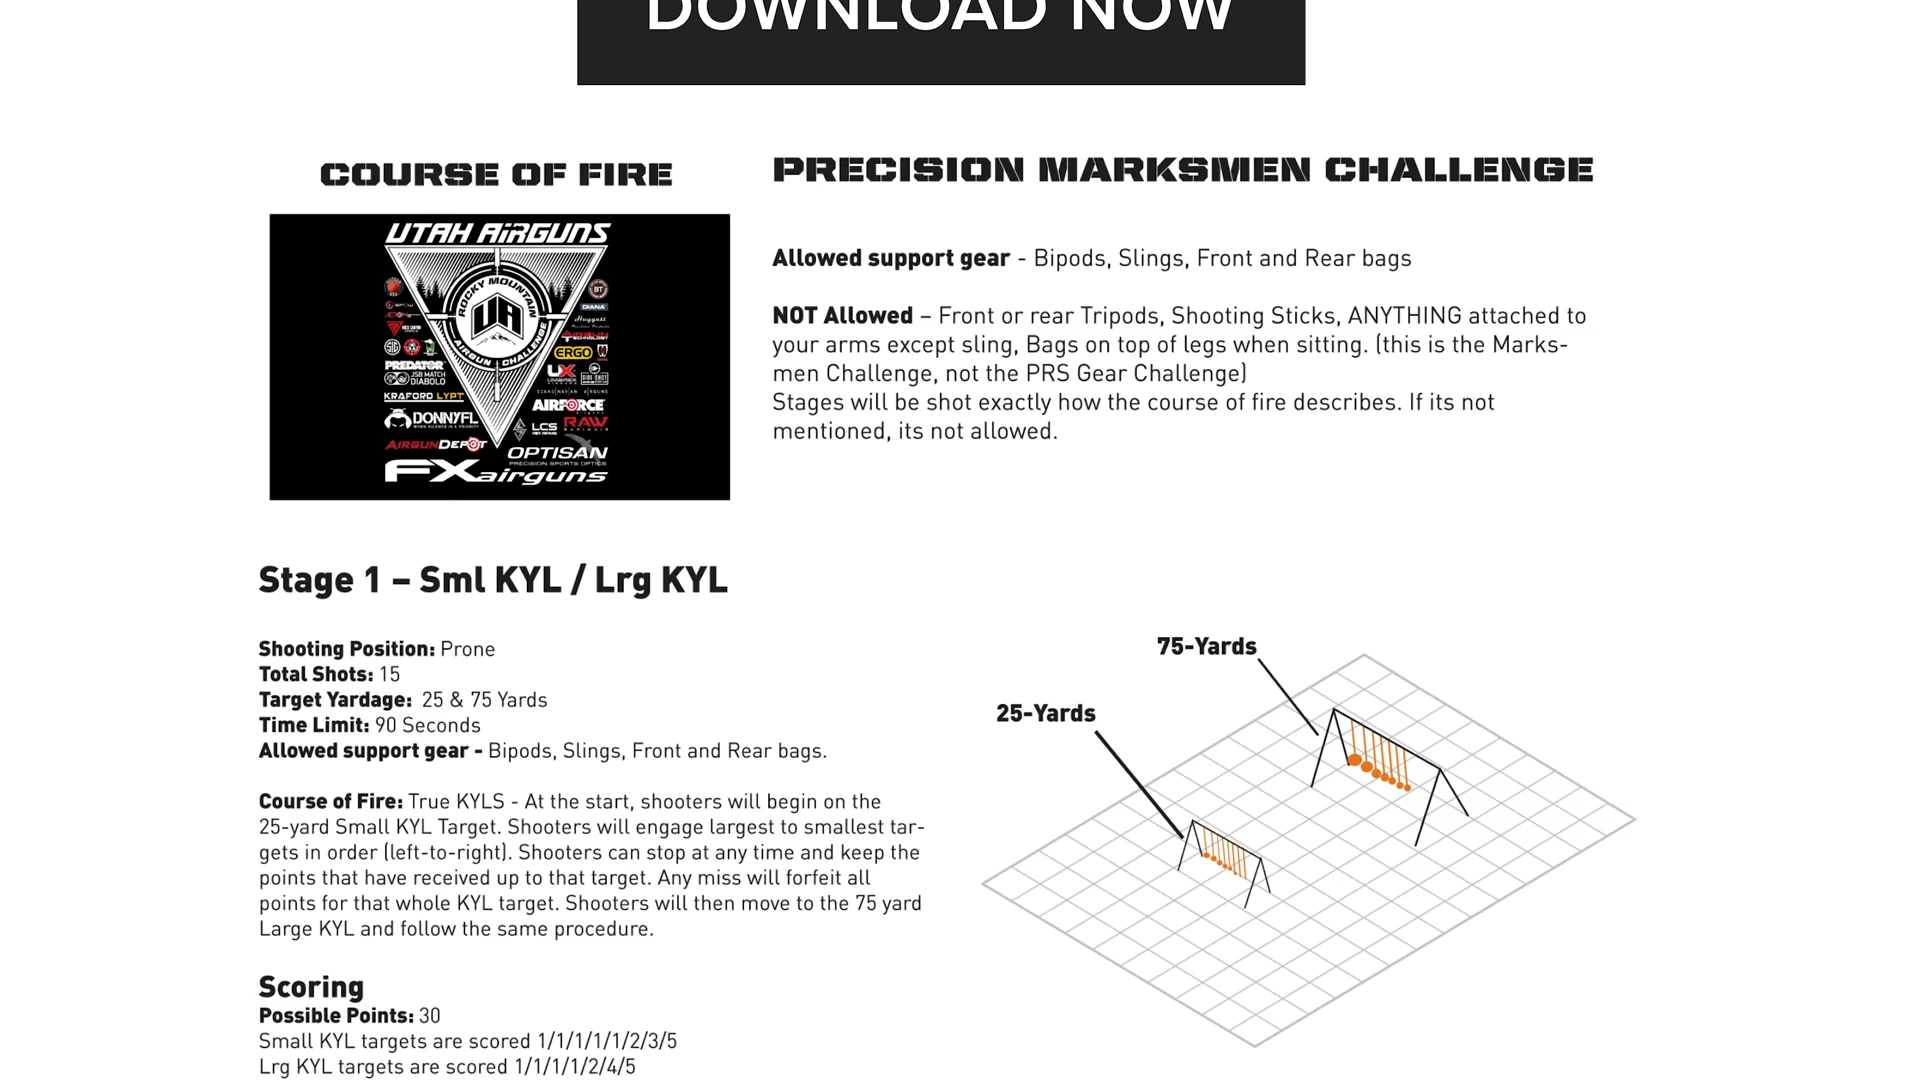 DOWNLOAD NOW
COURSE OF FIRE
UTAH AIRGUNS
ROCKY MOUNTAIN
UA
AIRGUN CHALLENGE
BT
DIANA
Huggett
SIG
ERGO
PREDATOR
JSB MATCH
DIABOLO
UX
KRAFORD LYPT
AIRFORCE
DONNYFL
LCS
RAW
AIRGUNDEPOT
OPTISAN
PRECISION SPORTS OPTICS
FX airguns
PRECISION MARKSMEN CHALLENGE
Allowed support gear - Bipods, Slings, Front and Rear bags
NOT Allowed – Front or rear Tripods, Shooting Sticks, ANYTHING attached to
your arms except sling, Bags on top of legs when sitting. (this is the Marks-
men Challenge, not the PRS Gear Challenge)
Stages will be shot exactly how the course of fire describes. If its not
mentioned, its not allowed.
Stage 1 – Sml KYL / Lrg KYL
Shooting Position: Prone
Total Shots: 15
Target Yardage: 25 & 75 Yards
Time Limit: 90 Seconds
Allowed support gear - Bipods, Slings, Front and Rear bags.
Course of Fire: True KYLS - At the start, shooters will begin on the
25-yard Small KYL Target. Shooters will engage largest to smallest tar-
gets in order (left-to-right). Shooters can stop at any time and keep the
points that have received up to that target. Any miss will forfeit all
points for that whole KYL target. Shooters will then move to the 75 yard
Large KYL and follow the same procedure.
Scoring
Possible Points: 30
Small KYL targets are scored 1/1/1/1/1/2/3/5
Lrg KYL targets are scored 1/1/1/1/2/4/5
75-Yards
25-Yards